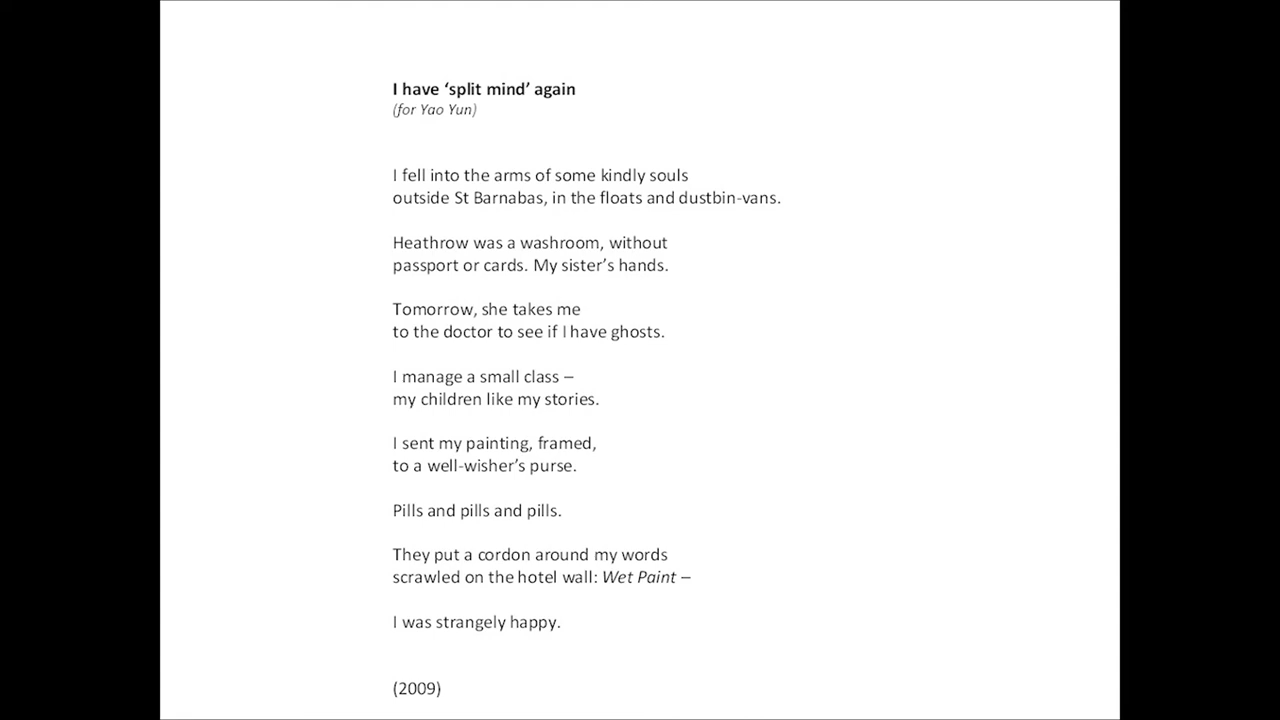 I have ‘split mind’ again
(for Yao Yun)
I fell into the arms of some kindly souls
outside St Barnabas, in the floats and dustbin-vans.
Heathrow was a washroom, without
passport or cards. My sister’s hands.
Tomorrow, she takes me
to the doctor to see if I have ghosts.
I manage a small class –
my children like my stories.
I sent my painting, framed,
to a well-wisher’s purse.
Pills and pills and pills.
They put a cordon around my words
scrawled on the hotel wall: Wet Paint –
I was strangely happy.
(2009)